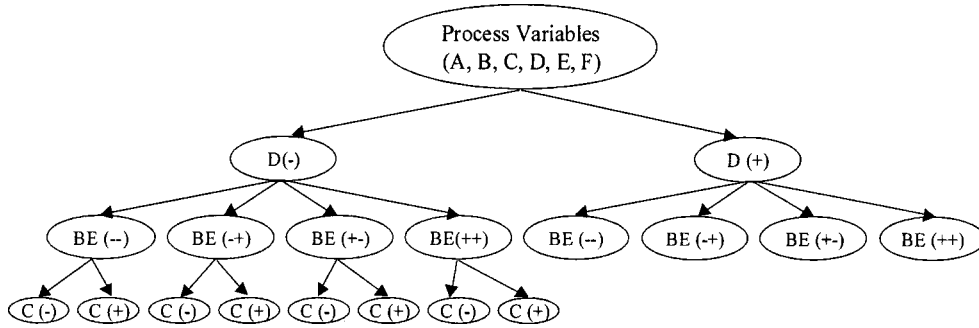 Process Variables
(A, B, C, D, E, F)
D(-)
D (+)
BE (--)
BE (-+)
BE (+-)
BE(++)
BE (--)
BE (-+)
BE (+-)
BE (++)
C (-)
C (+)
C (-)
C (+)
C (-)
C (+)
C (-)
C (+)